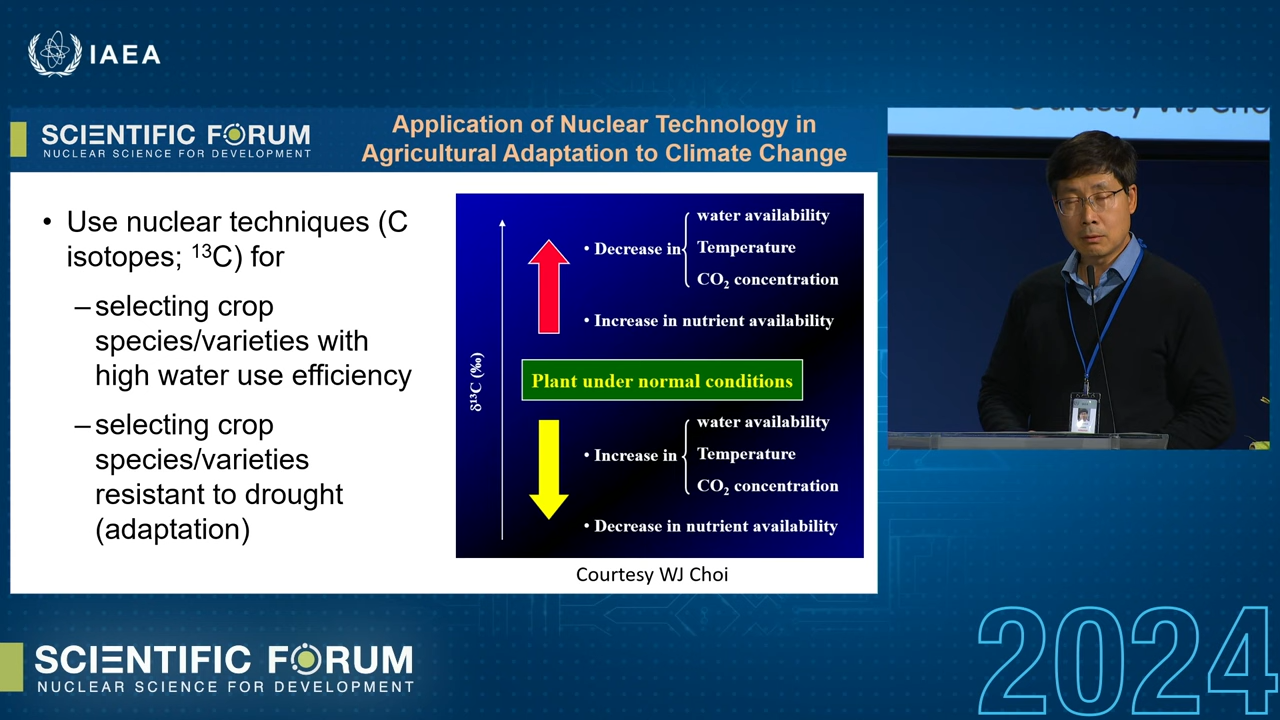 IAEA
SCIENTIFIC FORUM
NUCLEAR SCIENCE FOR DEVELOPMENT
Application of Nuclear Technology in
Agricultural Adaptation to Climate Change
• Use nuclear techniques (C
isotopes; ¹³C) for
– selecting crop
species/varieties with
high water use efficiency
– selecting crop
species/varieties
resistant to drought
(adaptation)
δ¹³C (‰)
• Decrease in
water availability
Temperature
CO₂ concentration
• Increase in nutrient availability
Plant under normal conditions
• Increase in
water availability
Temperature
CO₂ concentration
• Decrease in nutrient availability
Courtesy WJ Choi
Courtesy WJ Choi
SCIENTIFIC FORUM
NUCLEAR SCIENCE FOR DEVELOPMENT
2024